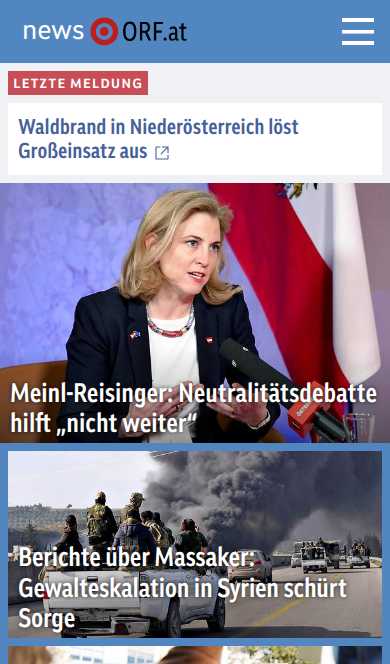 news ORF.at
LETZTE MELDUNG
Waldbrand in Niederösterreich löst
Großeinsatz aus
Meinl-Reisinger: Neutralitätsdebatte
hilft „nicht weiter“
Berichte über Massaker:
Gewalteskalation in Syrien schürt
Sorge